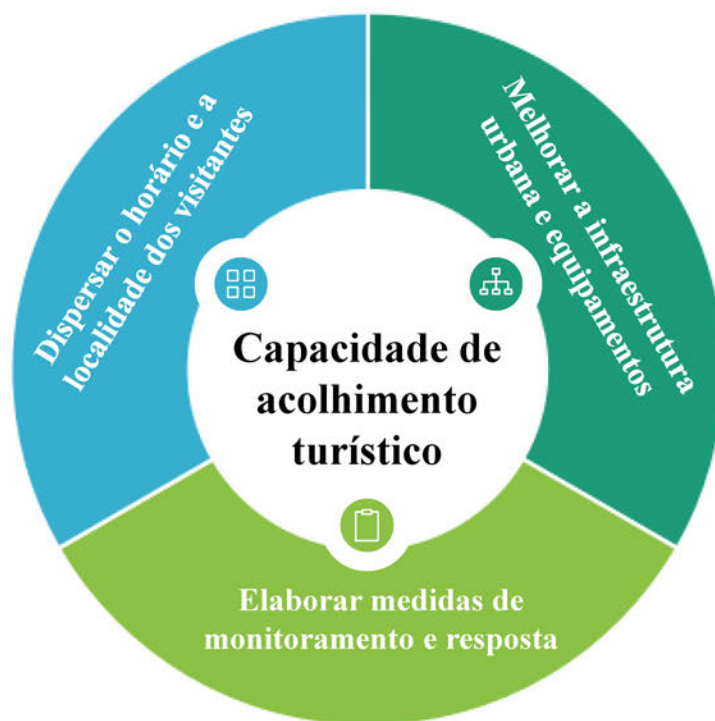 Dispersar o horário e a
localidade dos visitantes
Melhorar a infraestrutura
urbana e equipamentos
Capacidade de
acolhimento
turístico
Elaborar medidas de
monitoramento e resposta